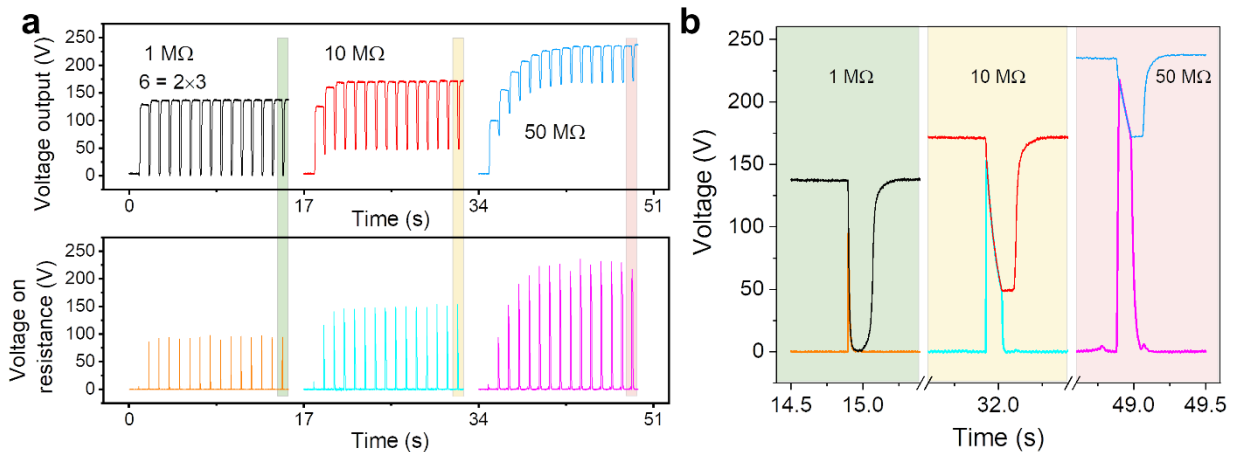 a
Voltage output (V)
250
200
150
100
50
0
1 MΩ
6 = 2×3
10 MΩ
50 MΩ
0
17
34
51
Time (s)
Time (s)
Voltage on
resistance (V)
250
200
150
100
50
0
0
17
34
51
Time (s)
Time (s)
b
Voltage (V)
250
200
150
100
50
0
1 MΩ
10 MΩ
50 MΩ
14.5
15.0
32.0
49.0
49.5
Time (s)